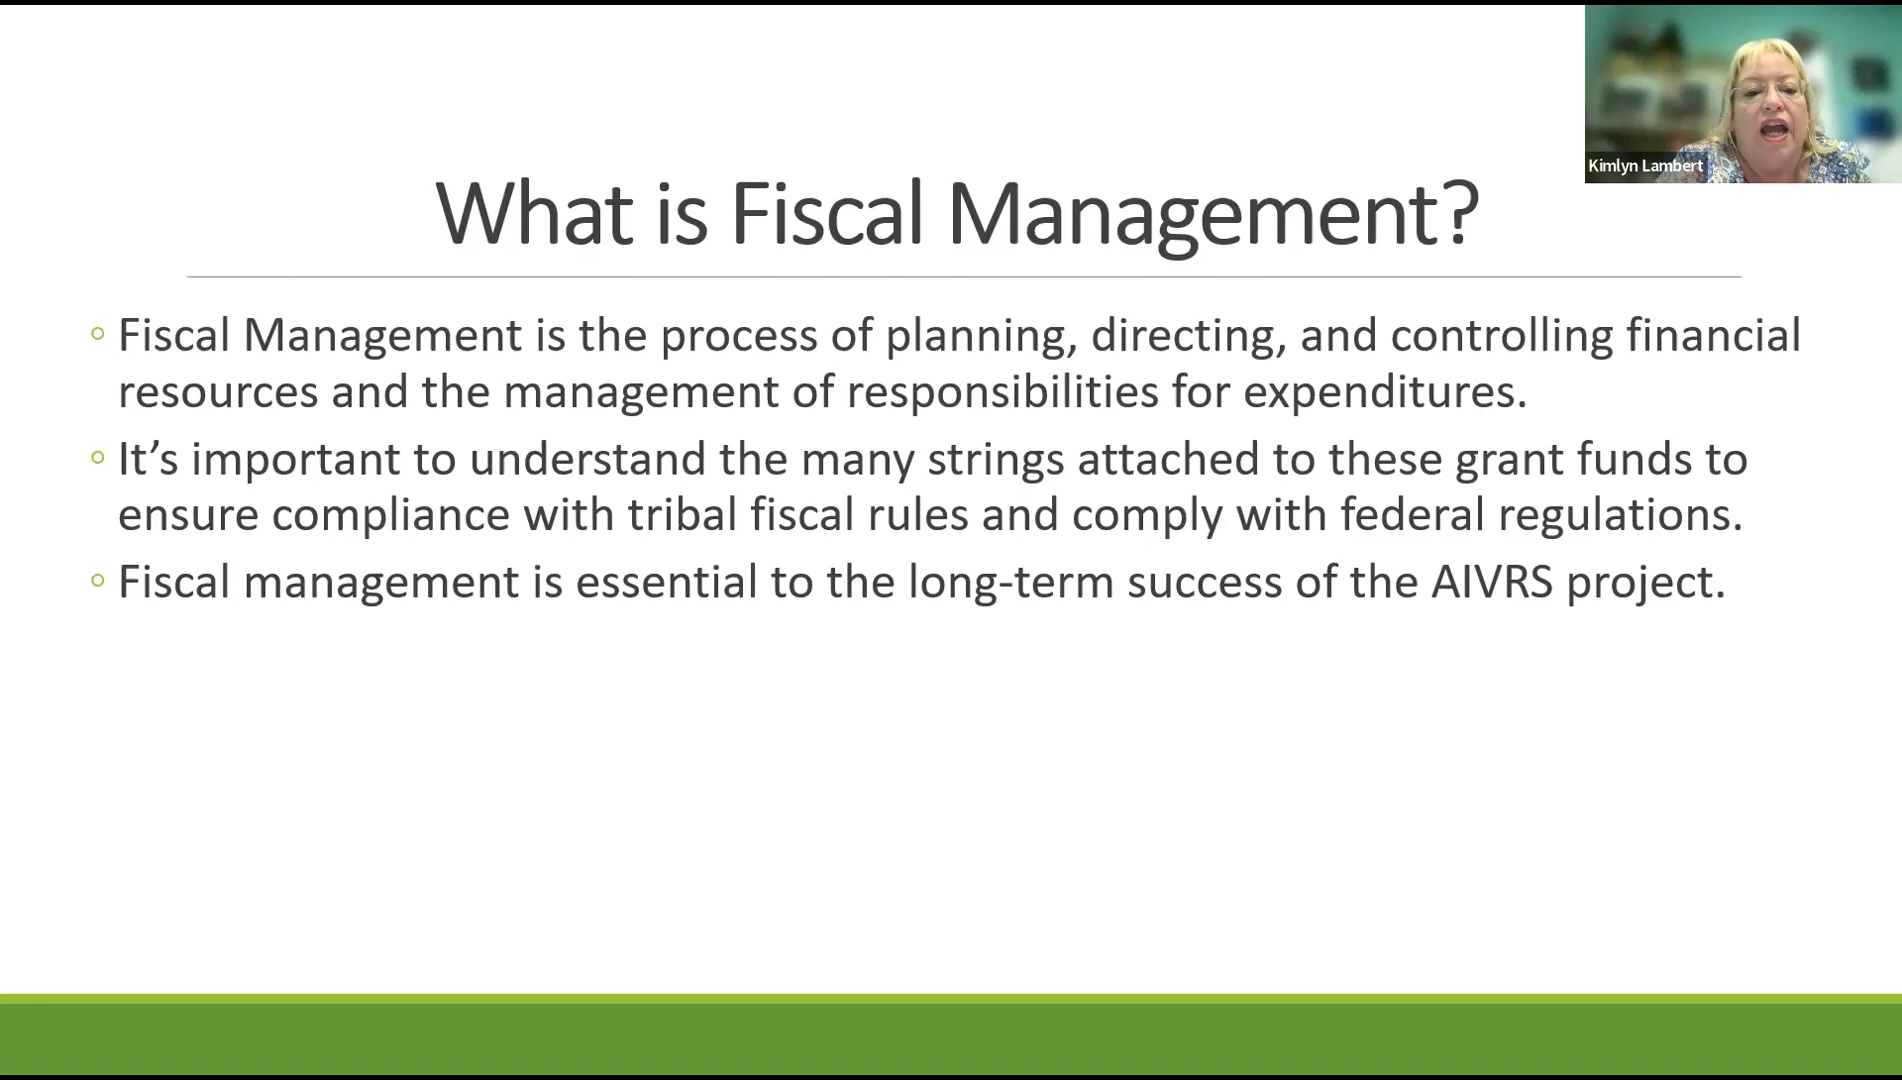 Kimlyn Lambert
What is Fiscal Management?
Fiscal Management is the process of planning, directing, and controlling financial
resources and the management of responsibilities for expenditures.
It’s important to understand the many strings attached to these grant funds to
ensure compliance with tribal fiscal rules and comply with federal regulations.
Fiscal management is essential to the long-term success of the AIVRS project.